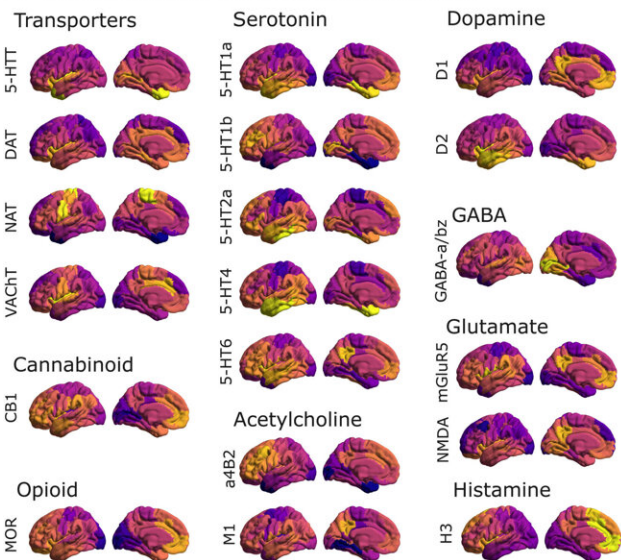 Transporters
5-HTT
DAT
NAT
VAChT
Cannabinoid
CB1
Opioid
MOR
Serotonin
5-HT1a
5-HT1b
5-HT2a
5-HT4
5-HT6
Acetylcholine
a4B2
M1
Dopamine
D1
D2
GABA
GABA-a/bz
Glutamate
mGluR5
NMDA
Histamine
H3